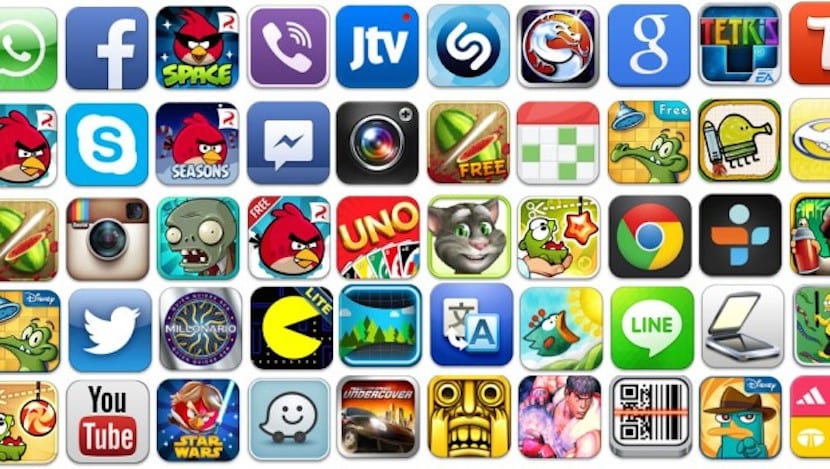 f
SPACE
Jtv
g
TETRIS
EA
T
S
SEASONS
FREE
Free
FREE
UNO
Disney
MILLONARIO
LITE
文
A
LINE
You
Tube
STAR
WARS
UNDERCOVER
Disney